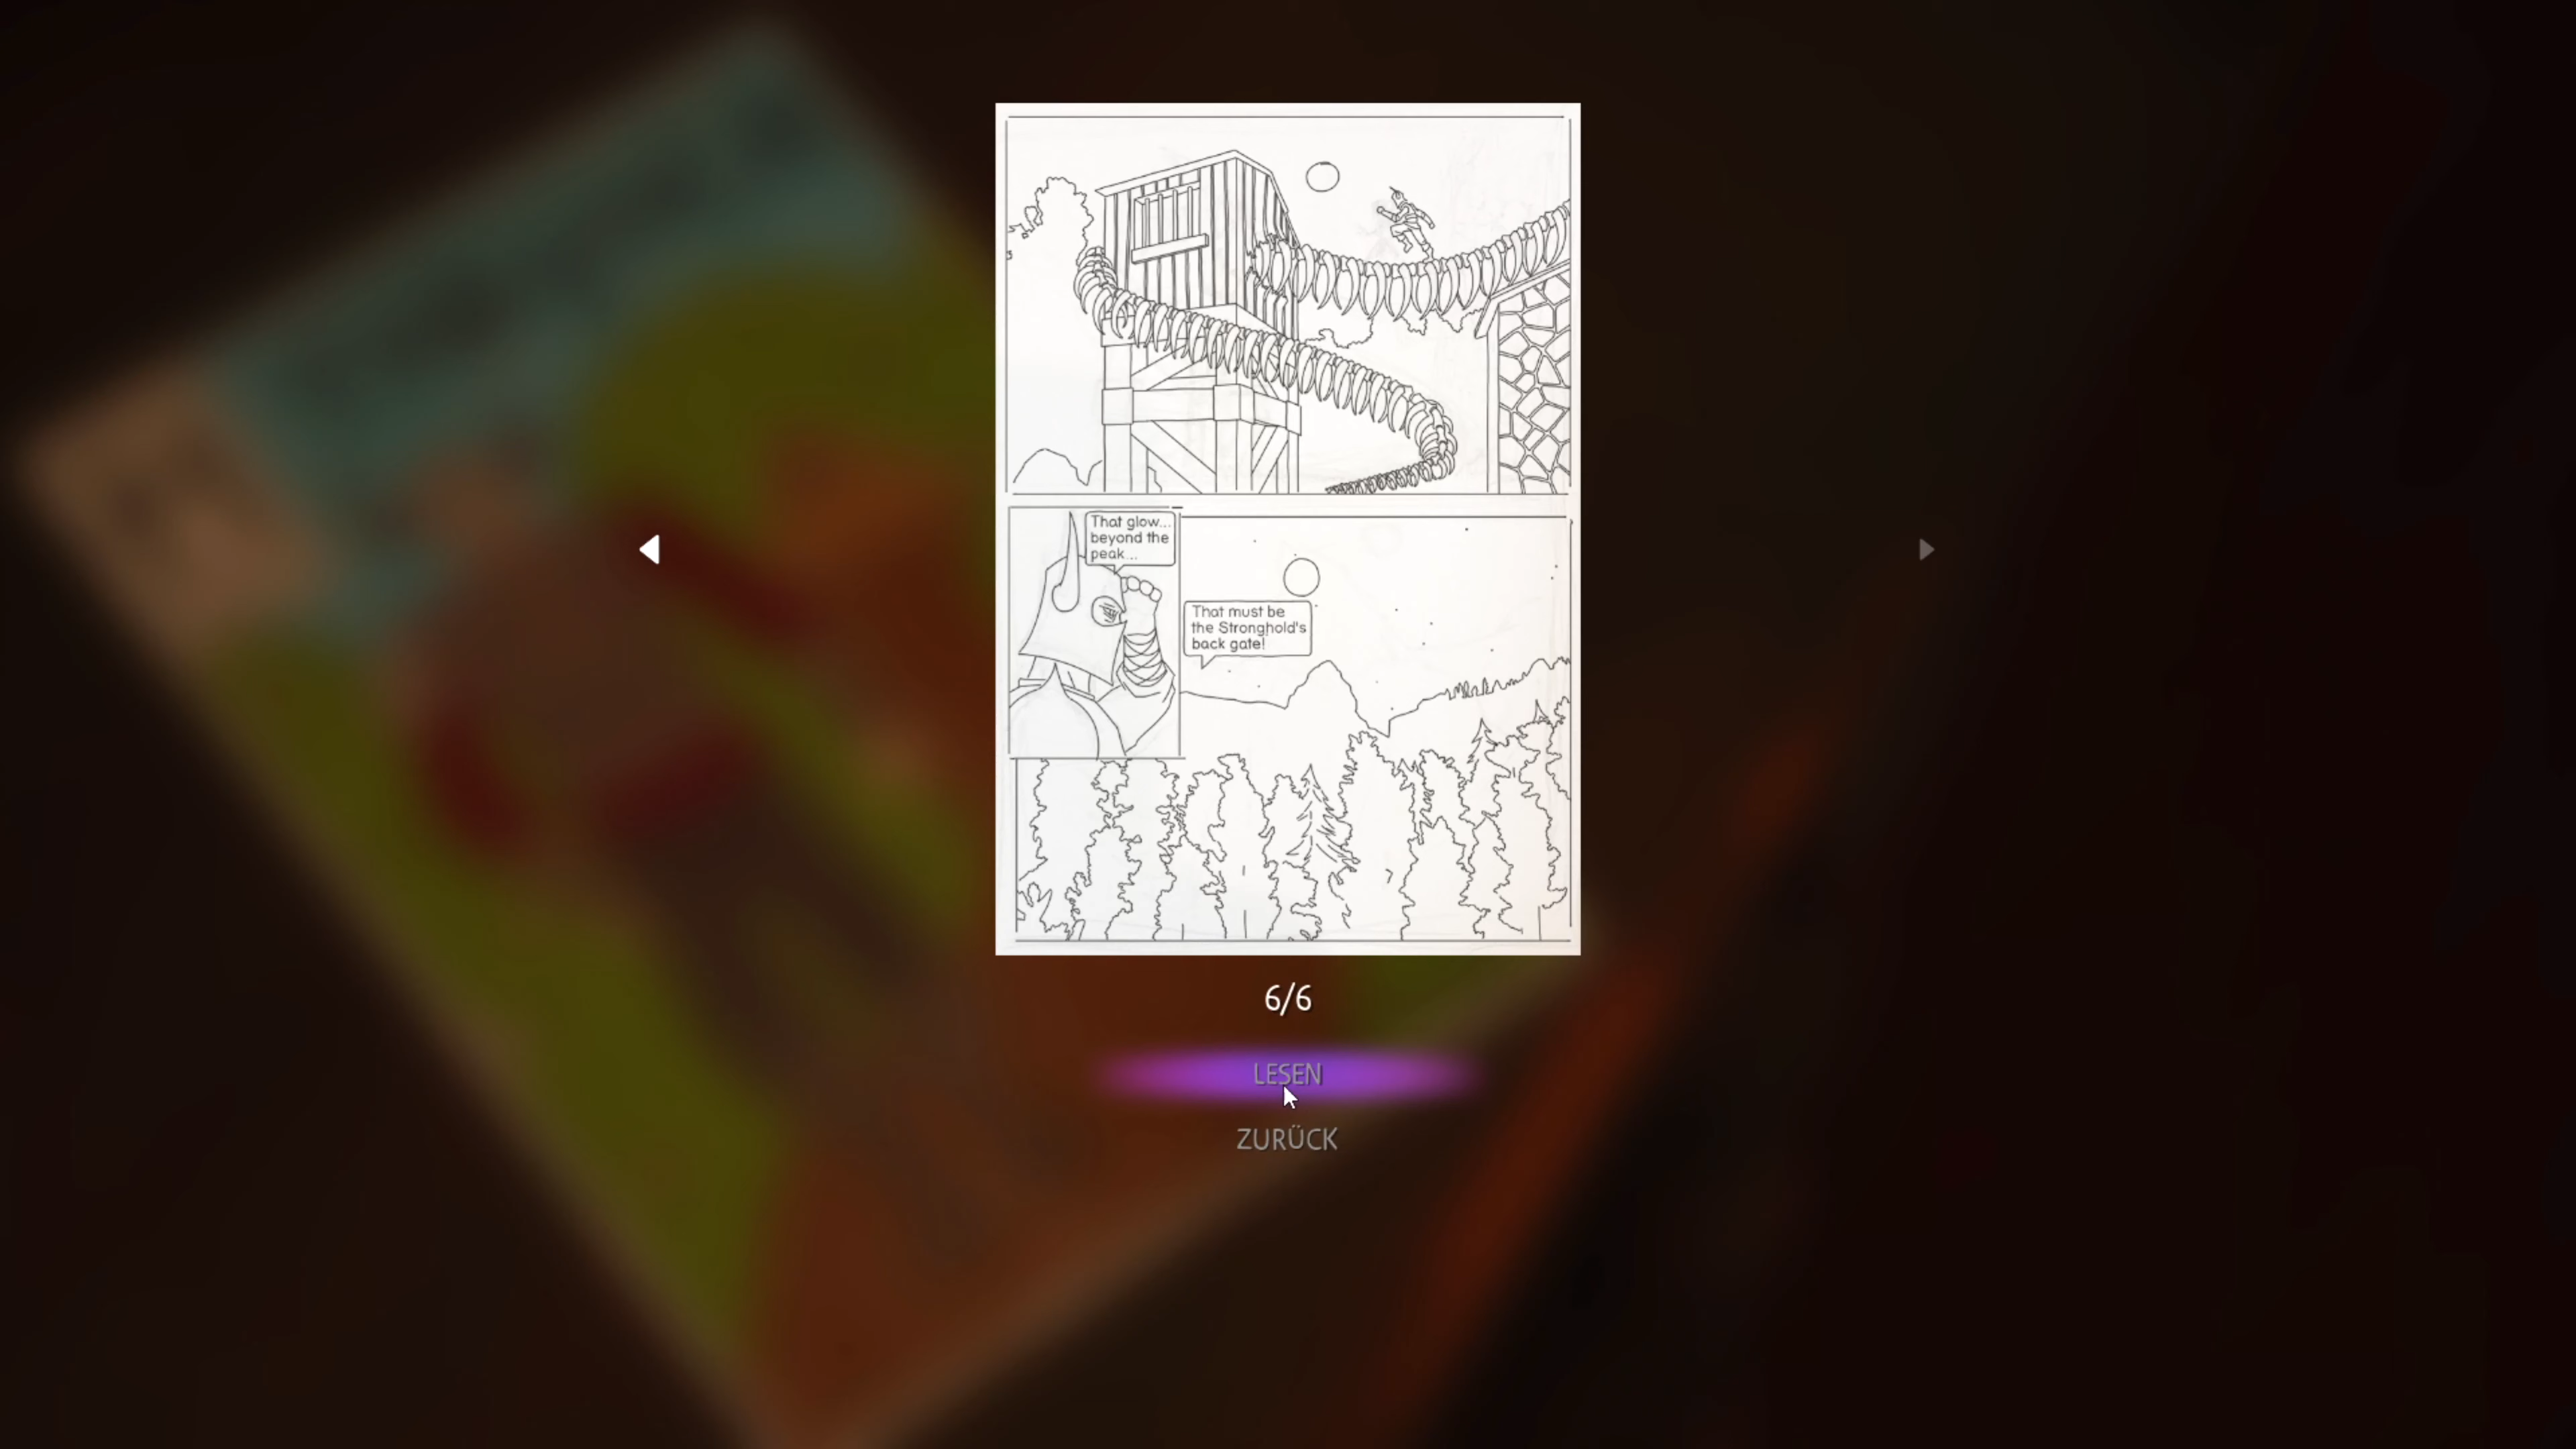 That glow...
beyond the
peak...
That must be
the Stronghold's
back gate!
6/6
LESEN
ZURÜCK